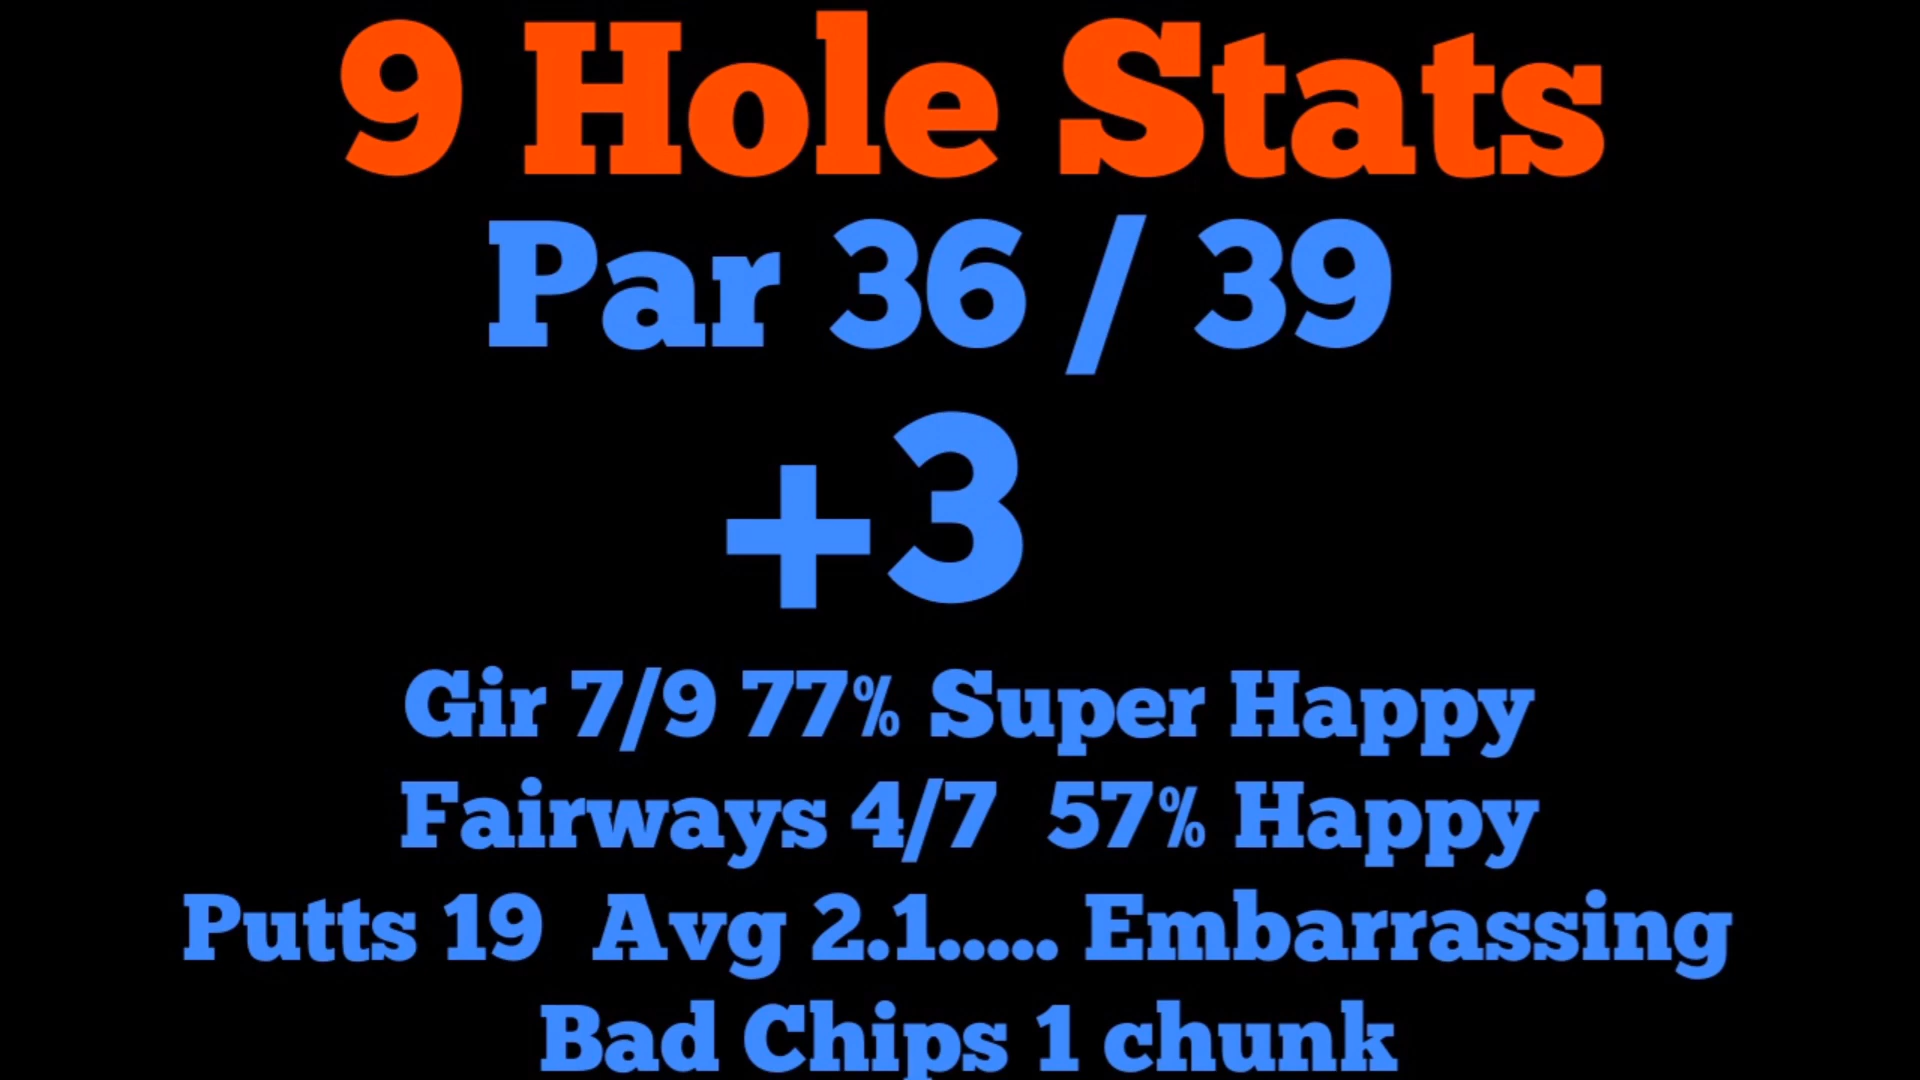 9 Hole Stats
Par 36 / 39
+3
Gir 7/9 77% Super Happy
Fairways 4/7 57% Happy
Putts 19 Avg 2.1..... Embarrassing
Bad Chips 1 chunk